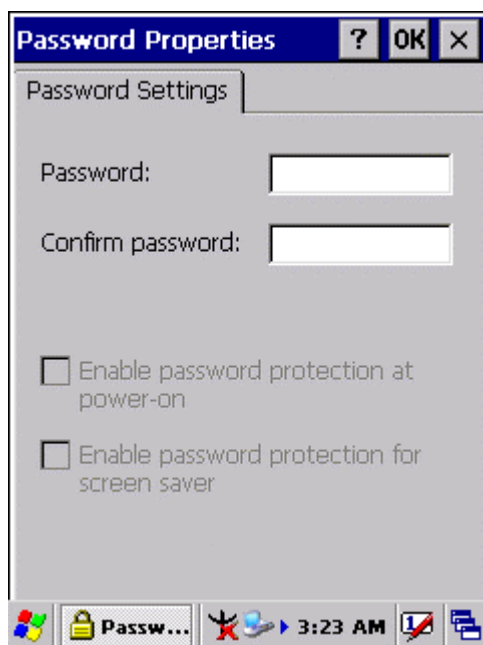 Password Properties ? OK ×
Password Settings
Password:
Confirm password:
Enable password protection at
power-on
Enable password protection for
screen saver
Passw... 3:23 AM